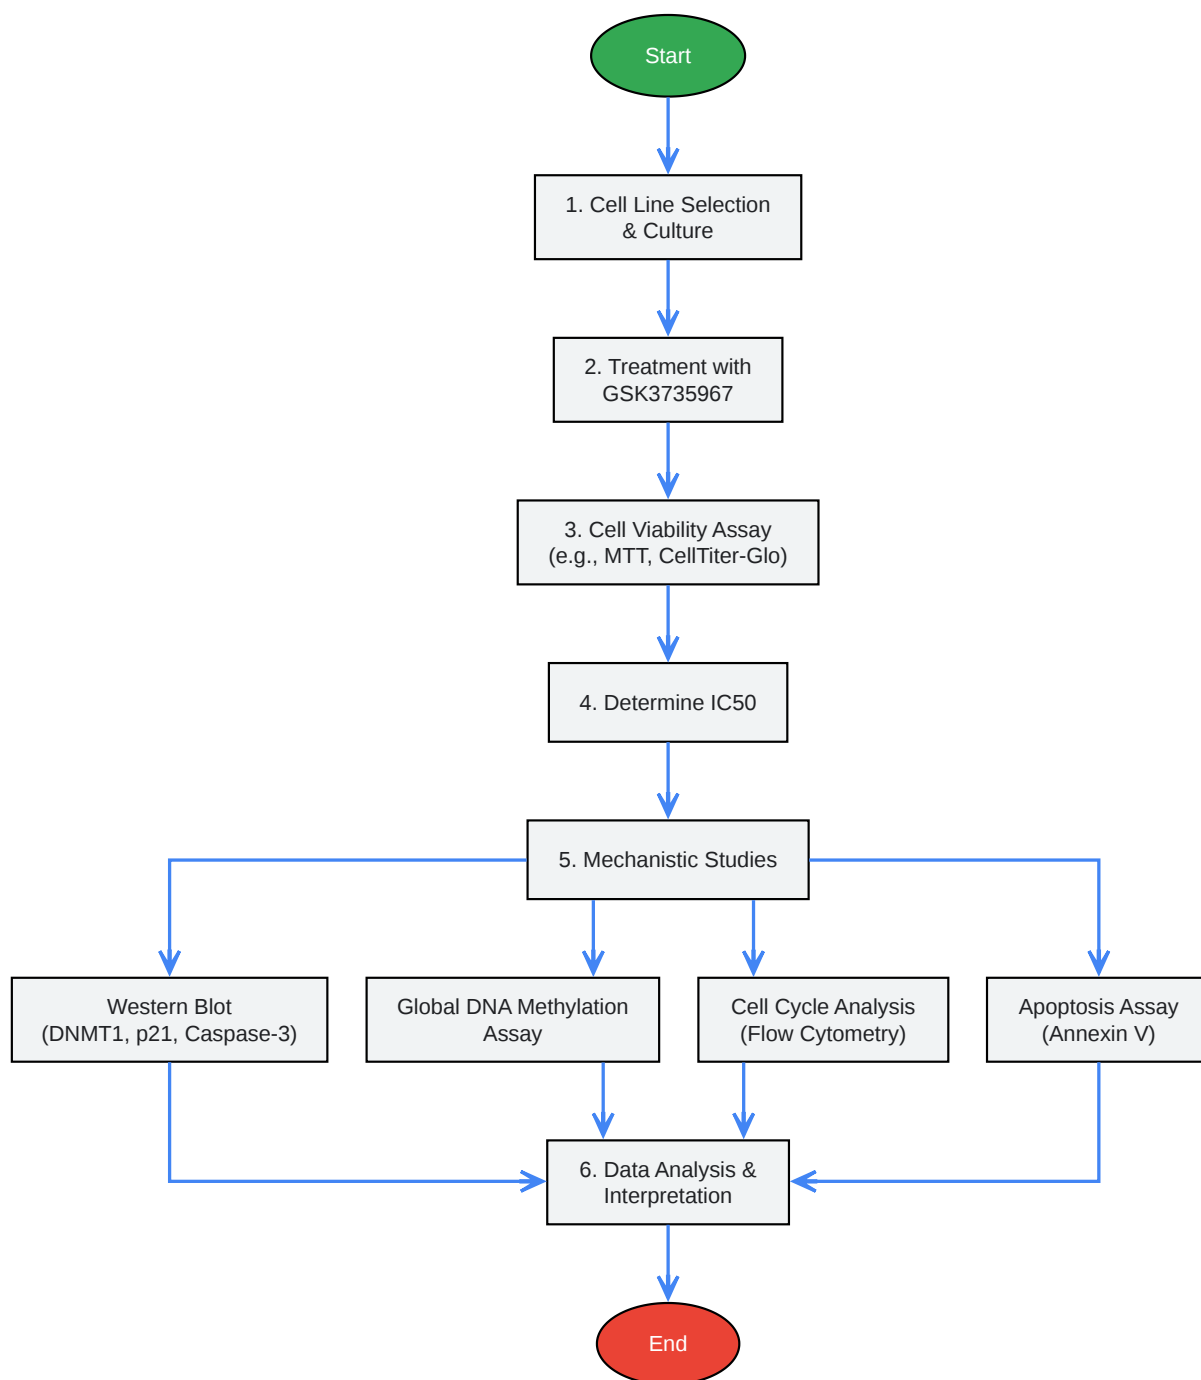 Start
1. Cell Line Selection
& Culture
2. Treatment with
GSK3735967
3. Cell Viability Assay
(e.g., MTT, CellTiter-Glo)
4. Determine IC50
5. Mechanistic Studies
Western Blot
(DNMT1, p21, Caspase-3)
Global DNA Methylation
Assay
Cell Cycle Analysis
(Flow Cytometry)
Apoptosis Assay
(Annexin V)
6. Data Analysis &
Interpretation
End